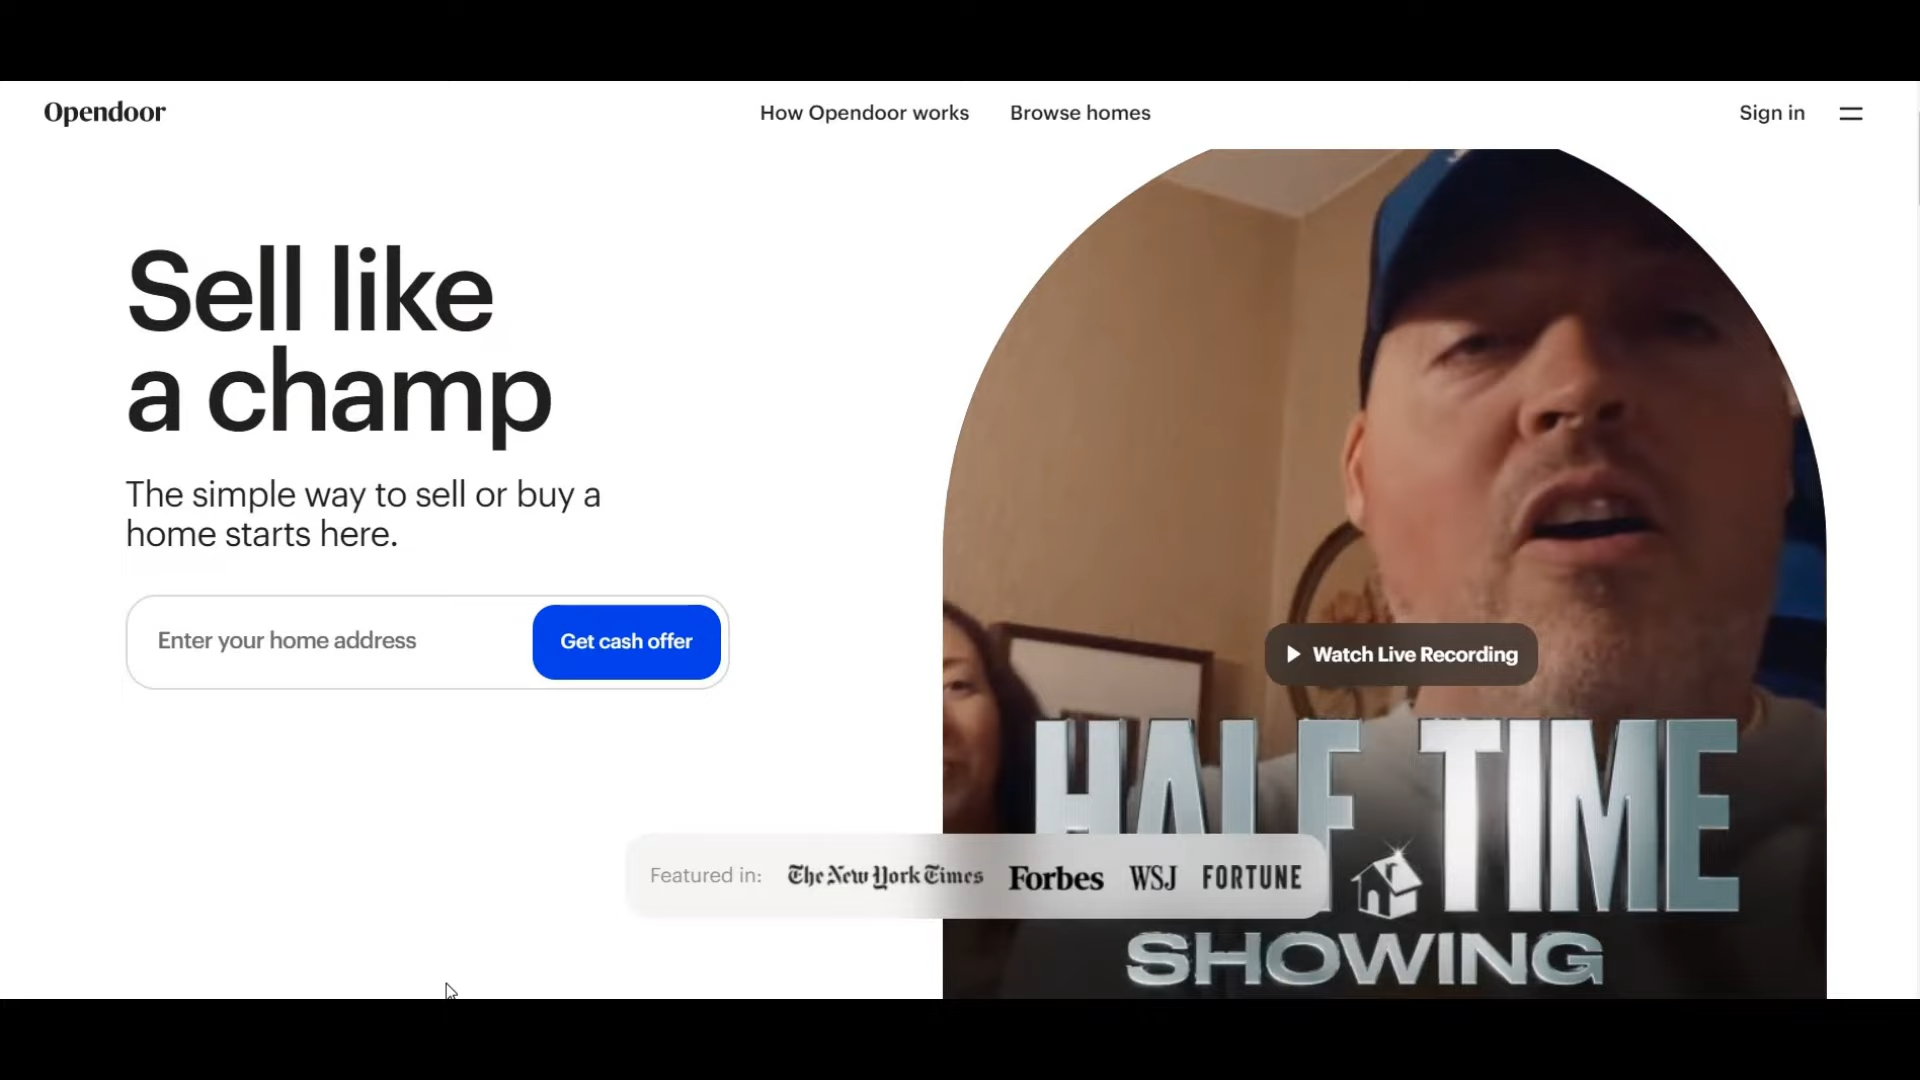 Opendoor
How Opendoor works
Browse homes
Sign in
Sell like
a champ
The simple way to sell or buy a
home starts here.
Enter your home address
Get cash offer
Watch Live Recording
HALF TIME
SHOWING
Featured in:
The New York Times
Forbes
WSJ
FORTUNE